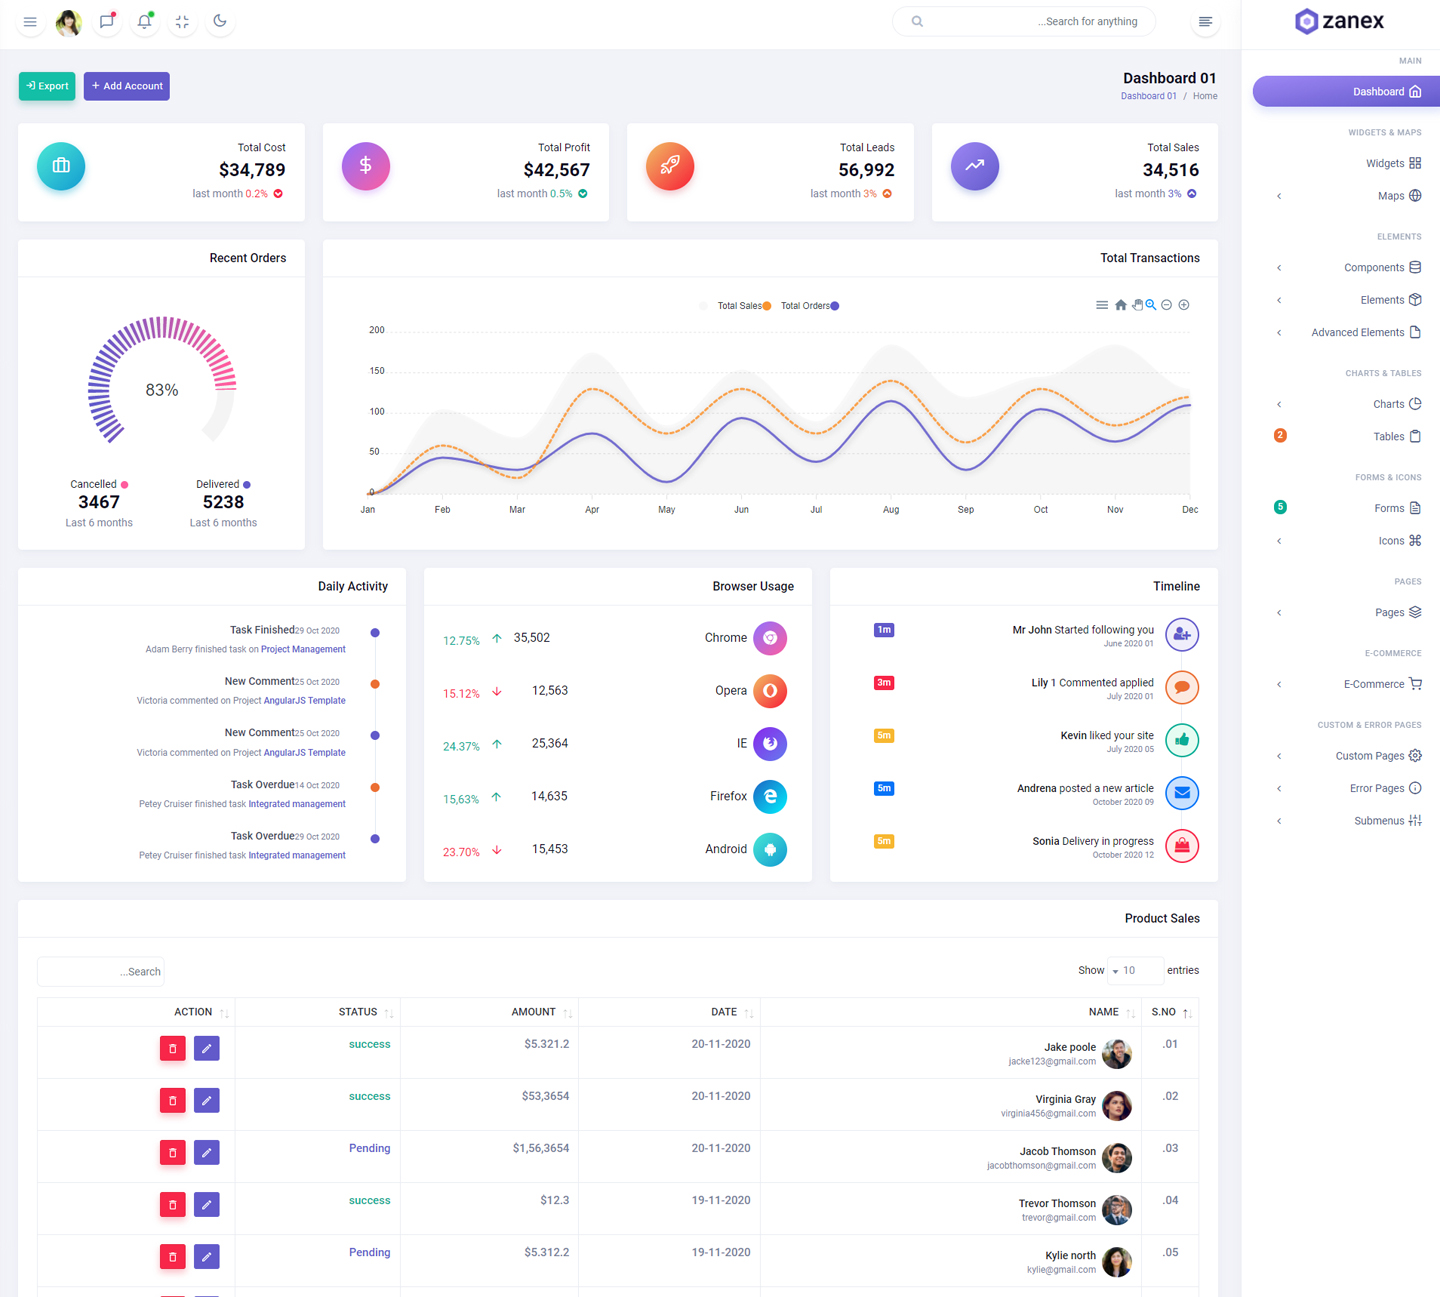 ...Search for anything
zanex
MAIN
Dashboard
WIDGETS & MAPS
Widgets
Maps
ELEMENTS
Components
Elements
Advanced Elements
CHARTS & TABLES
Charts
Tables
2
FORMS & ICONS
Forms
5
Icons
PAGES
Pages
E-COMMERCE
E-Commerce
CUSTOM & ERROR PAGES
Custom Pages
Error Pages
Submenus
Dashboard 01
Dashboard 01 / Home
Export
+ Add Account
Total Sales
34,516
last month 3%
Total Leads
56,992
last month 3%
Total Profit
$42,567
last month 0.5%
Total Cost
$34,789
last month 0.2%
Total Transactions
Total Sales
Total Orders
200
150
100
50
0
Jan Feb Mar Apr May Jun Jul Aug Sep Oct Nov Dec
Recent Orders
83%
Cancelled
3467
Last 6 months
Delivered
5238
Last 6 months
Timeline
Mr John Started following you
June 2020 01
1m
Lily 1 Commented applied
July 2020 01
3m
Kevin liked your site
July 2020 05
5m
Andrena posted a new article
October 2020 09
5m
Sonia Delivery in progress
October 2020 12
5m
Browser Usage
Chrome 35,502 12.75%
Opera 12,563 15.12%
IE 25,364 24.37%
Firefox 14,635 15,63%
Android 15,453 23.70%
Daily Activity
Task Finished 29 Oct 2020
Adam Berry finished task on Project Management
New Comment 25 Oct 2020
Victoria commented on Project AngularJS Template
New Comment 25 Oct 2020
Victoria commented on Project AngularJS Template
Task Overdue 14 Oct 2020
Petey Cruiser finished task Integrated management
Task Overdue 29 Oct 2020
Petey Cruiser finished task Integrated management
Product Sales
Show 10 entries
...Search
S.NO NAME DATE AMOUNT STATUS ACTION
.01 Jake poole 20-11-2020 $5.321.2 success
jacke123@gmail.com
.02 Virginia Gray 20-11-2020 $53,3654 success
virginia456@gmail.com
.03 Jacob Thomson 20-11-2020 $1,56,3654 Pending
jacobthomson@gmail.com
.04 Trevor Thomson 19-11-2020 $12.3 success
trevor@gmail.com
.05 Kylie north 19-11-2020 $5.312.2 Pending
kylie@gmail.com